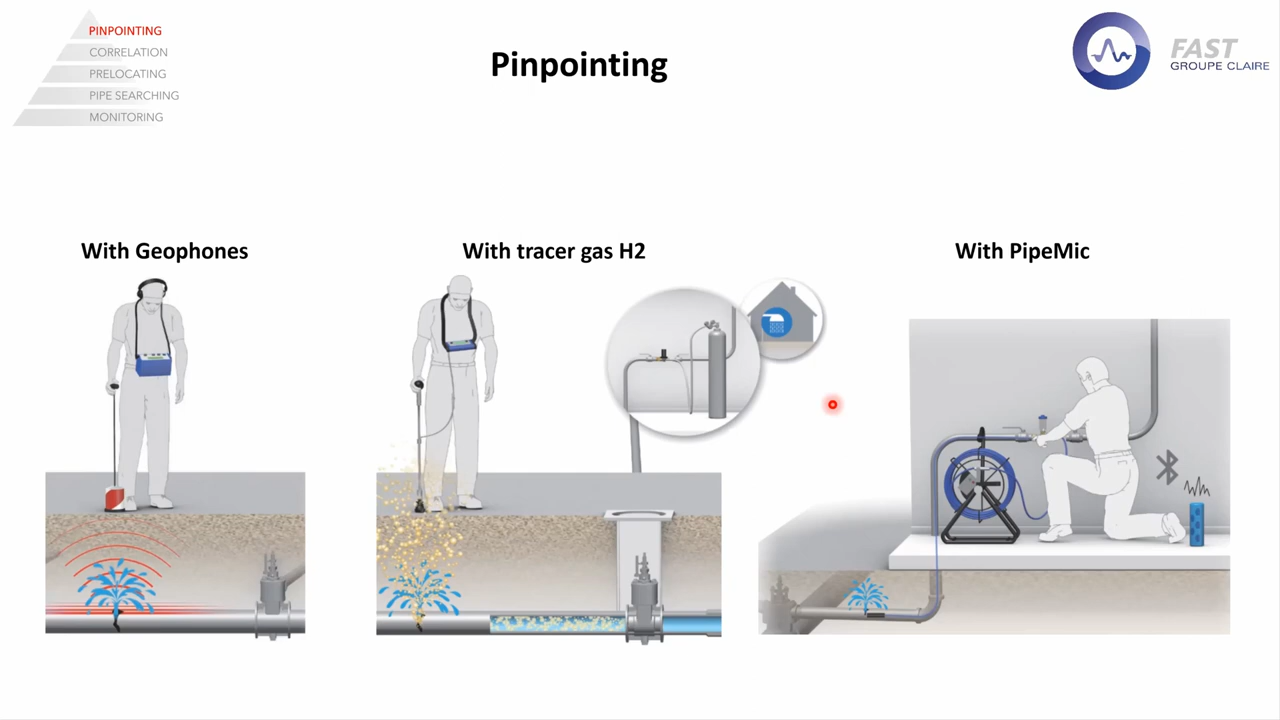 PINPOINTING
CORRELATION
PRELOCATING
PIPE SEARCHING
MONITORING
Pinpointing
FAST
GROUPE CLAIRE
With Geophones
With tracer gas H2
With PipeMic